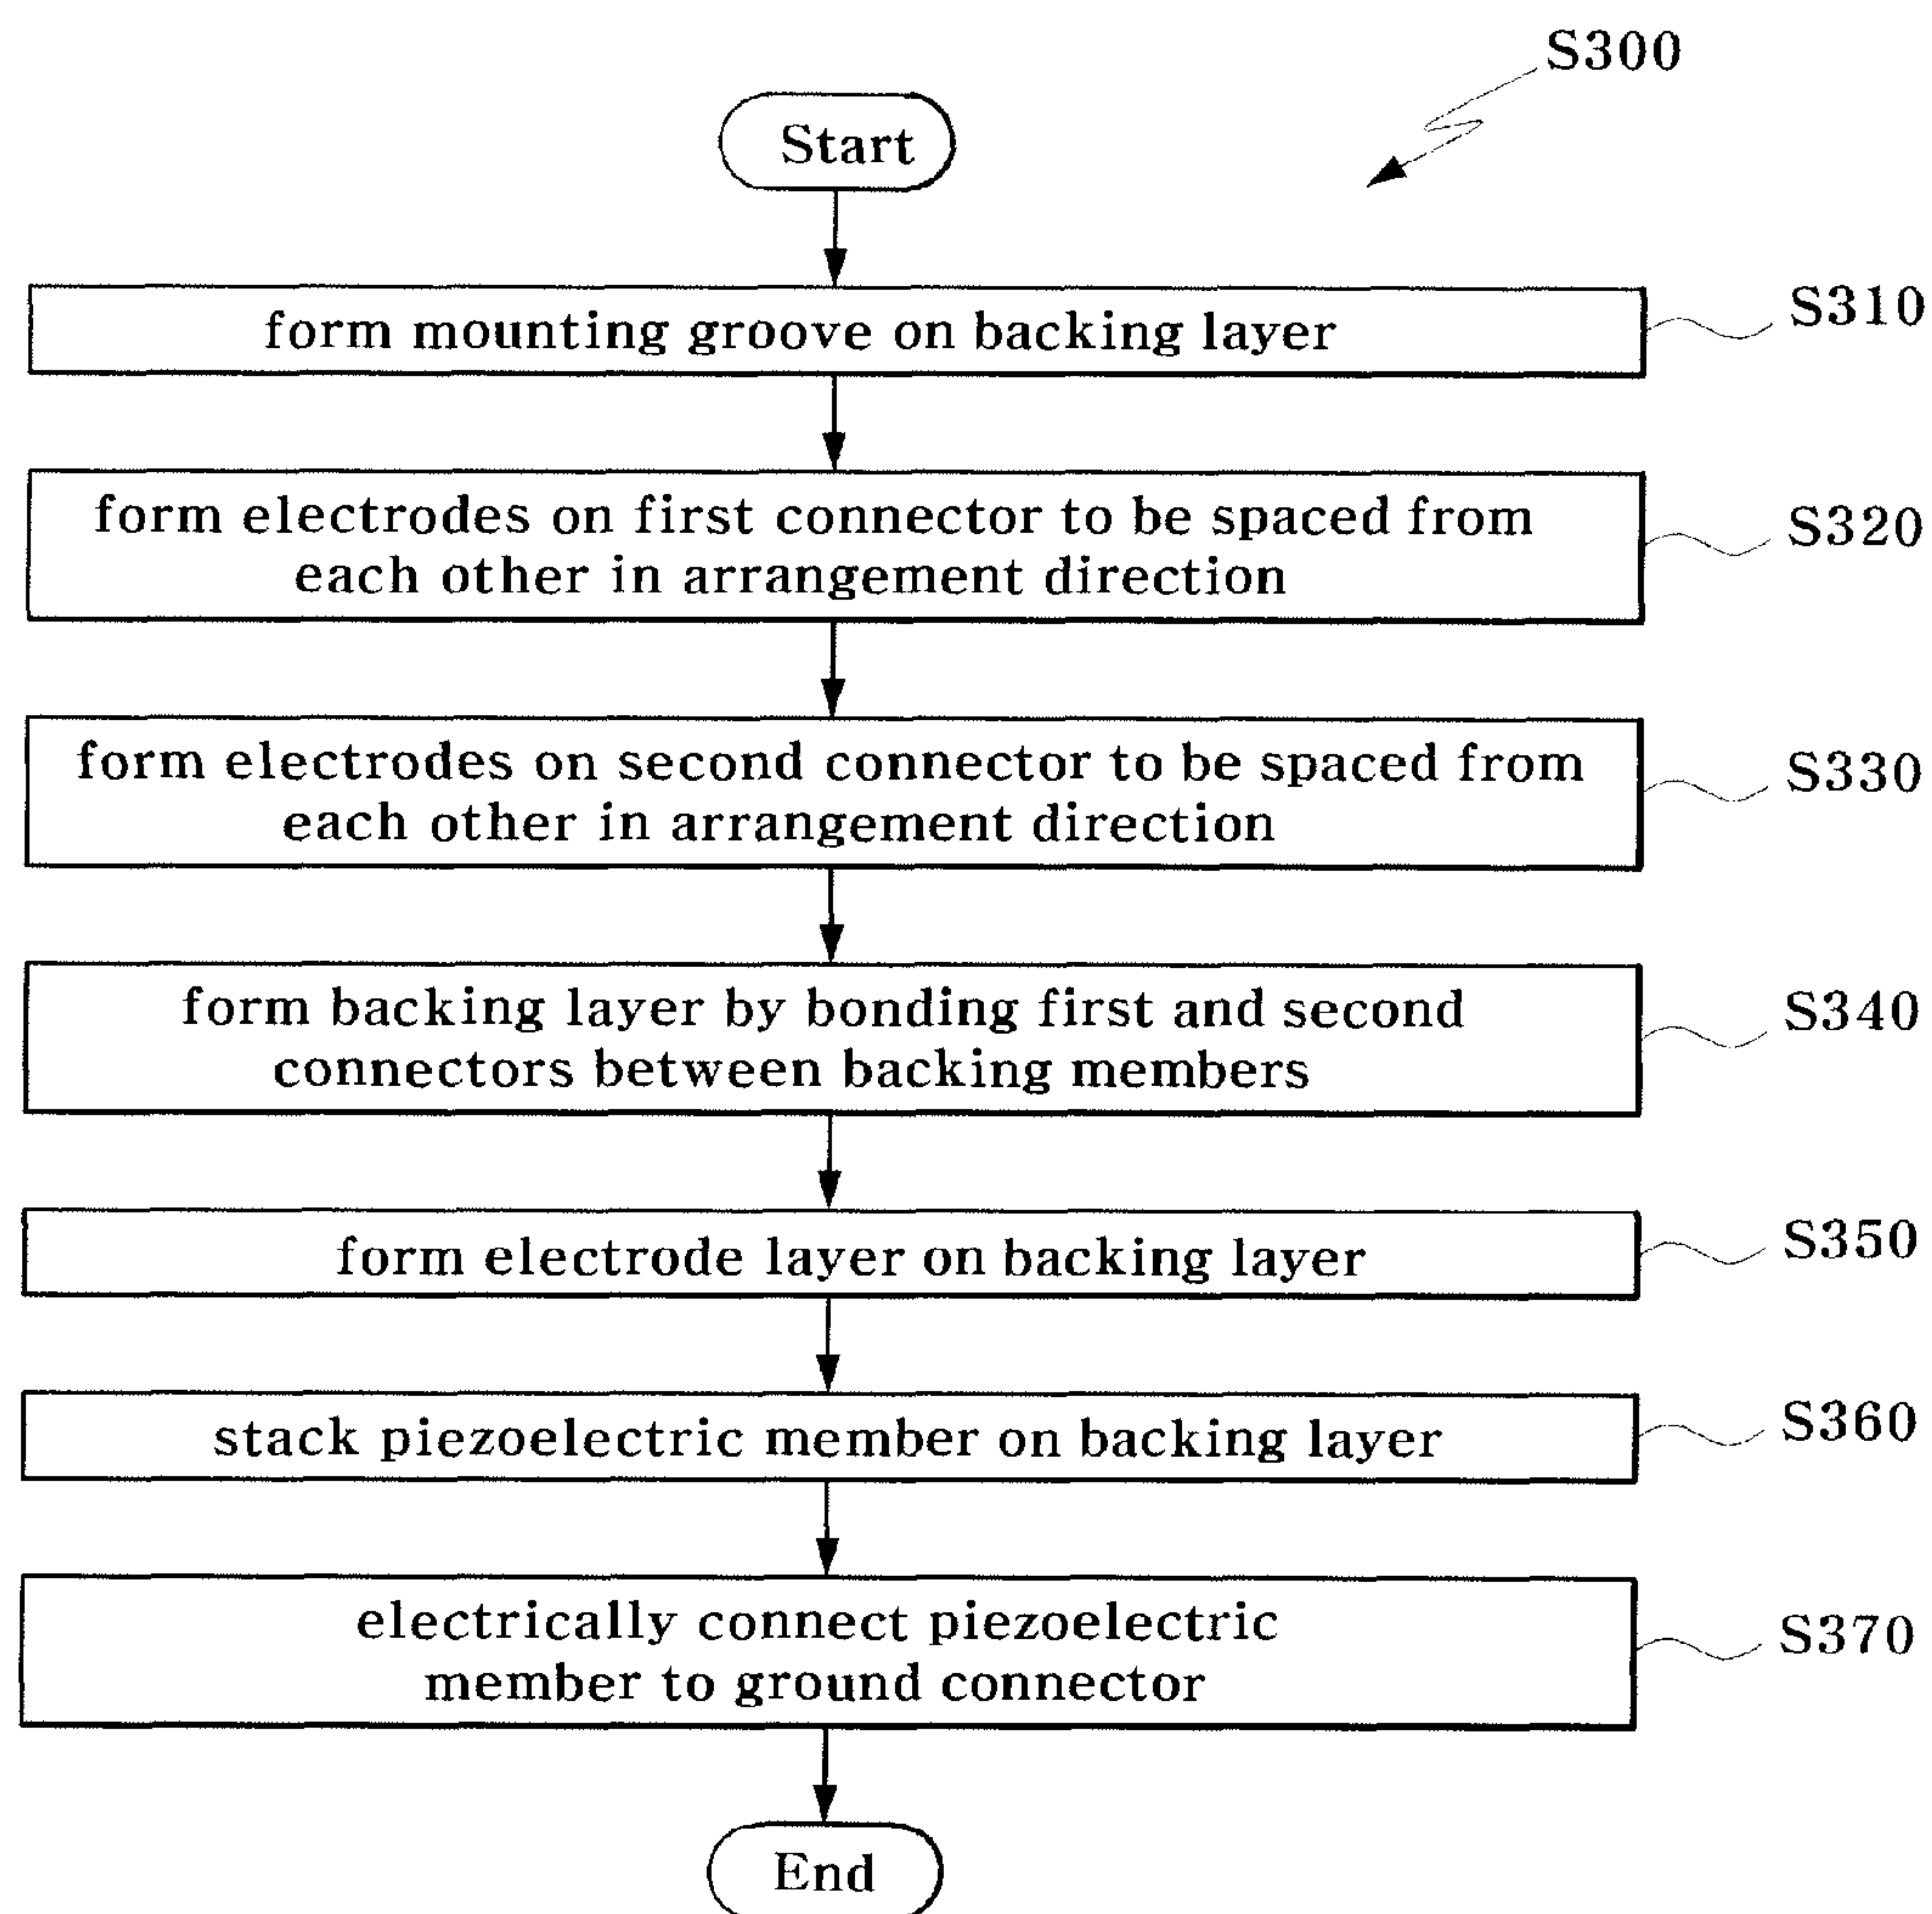 S300
Start
form mounting groove on backing layer
S310
form electrodes on first connector to be spaced from
each other in arrangement direction
S320
form electrodes on second connector to be spaced from
each other in arrangement direction
S330
form backing layer by bonding first and second
connectors between backing members
S340
form electrode layer on backing layer
S350
stack piezoelectric member on backing layer
S360
electrically connect piezoelectric
member to ground connector
S370
End